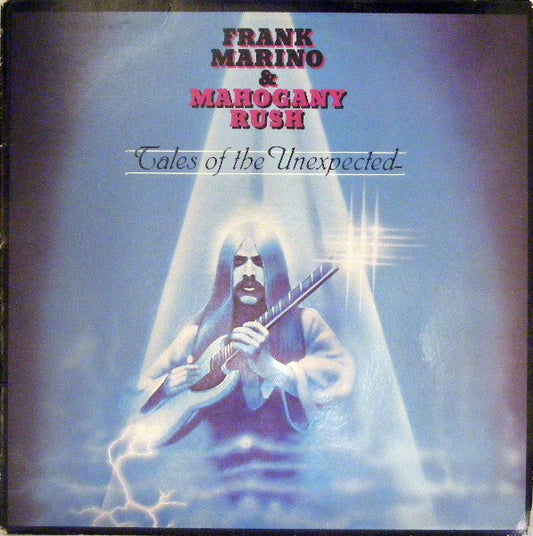 FRANK
MARINO
&
MAHOGANY
RUSH
Tales of the Unexpected